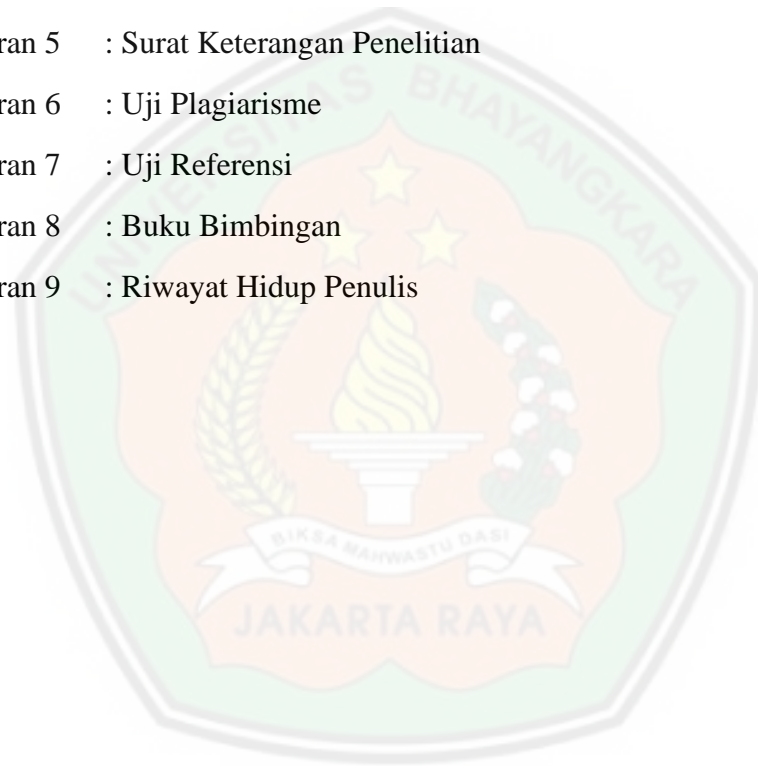 ran 5 : Surat Keterangan Penelitian
ran 6 : Uji Plagiarisme
ran 7 : Uji Referensi
ran 8 : Buku Bimbingan
ran 9 : Riwayat Hidup Penulis
UNIVERSITAS BHAYANGKARA
BIKSA MAHWASTU DASI
JAKARTA RAYA